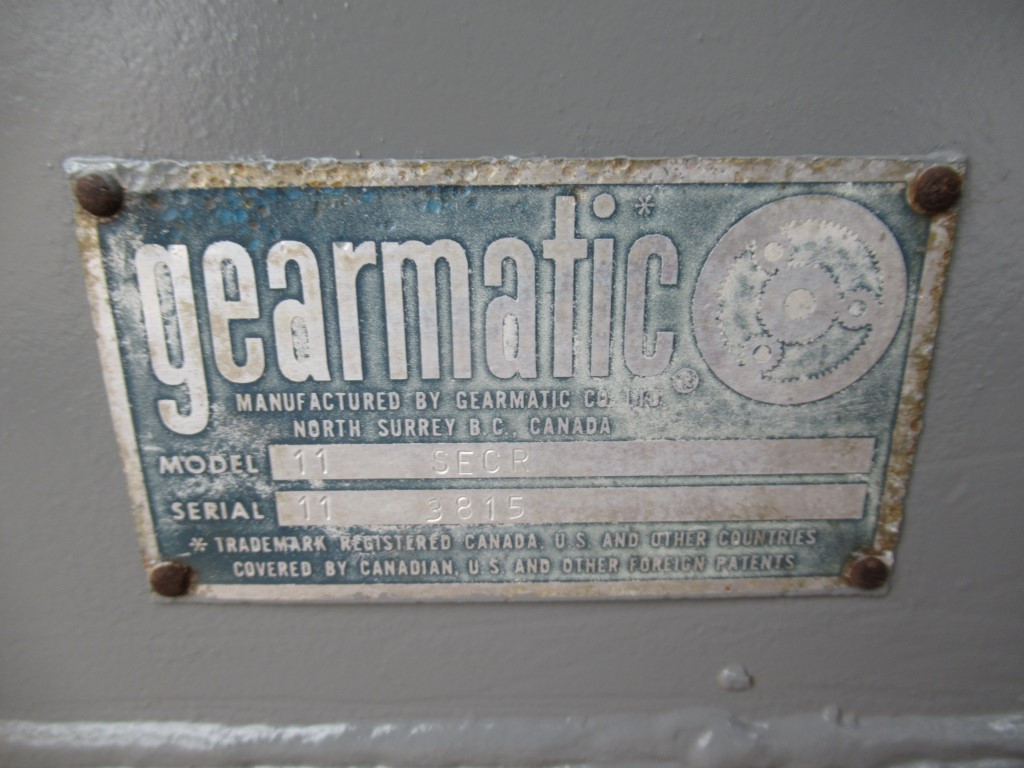 gearmatic*®
MANUFACTURED BY GEARMATIC CO. LTD.
NORTH SURREY B.C., CANADA
MODEL 11 SECR
SERIAL 11 3815
* TRADEMARK REGISTERED CANADA, U.S. AND OTHER COUNTRIES
COVERED BY CANADIAN, U.S. AND OTHER FOREIGN PATENTS